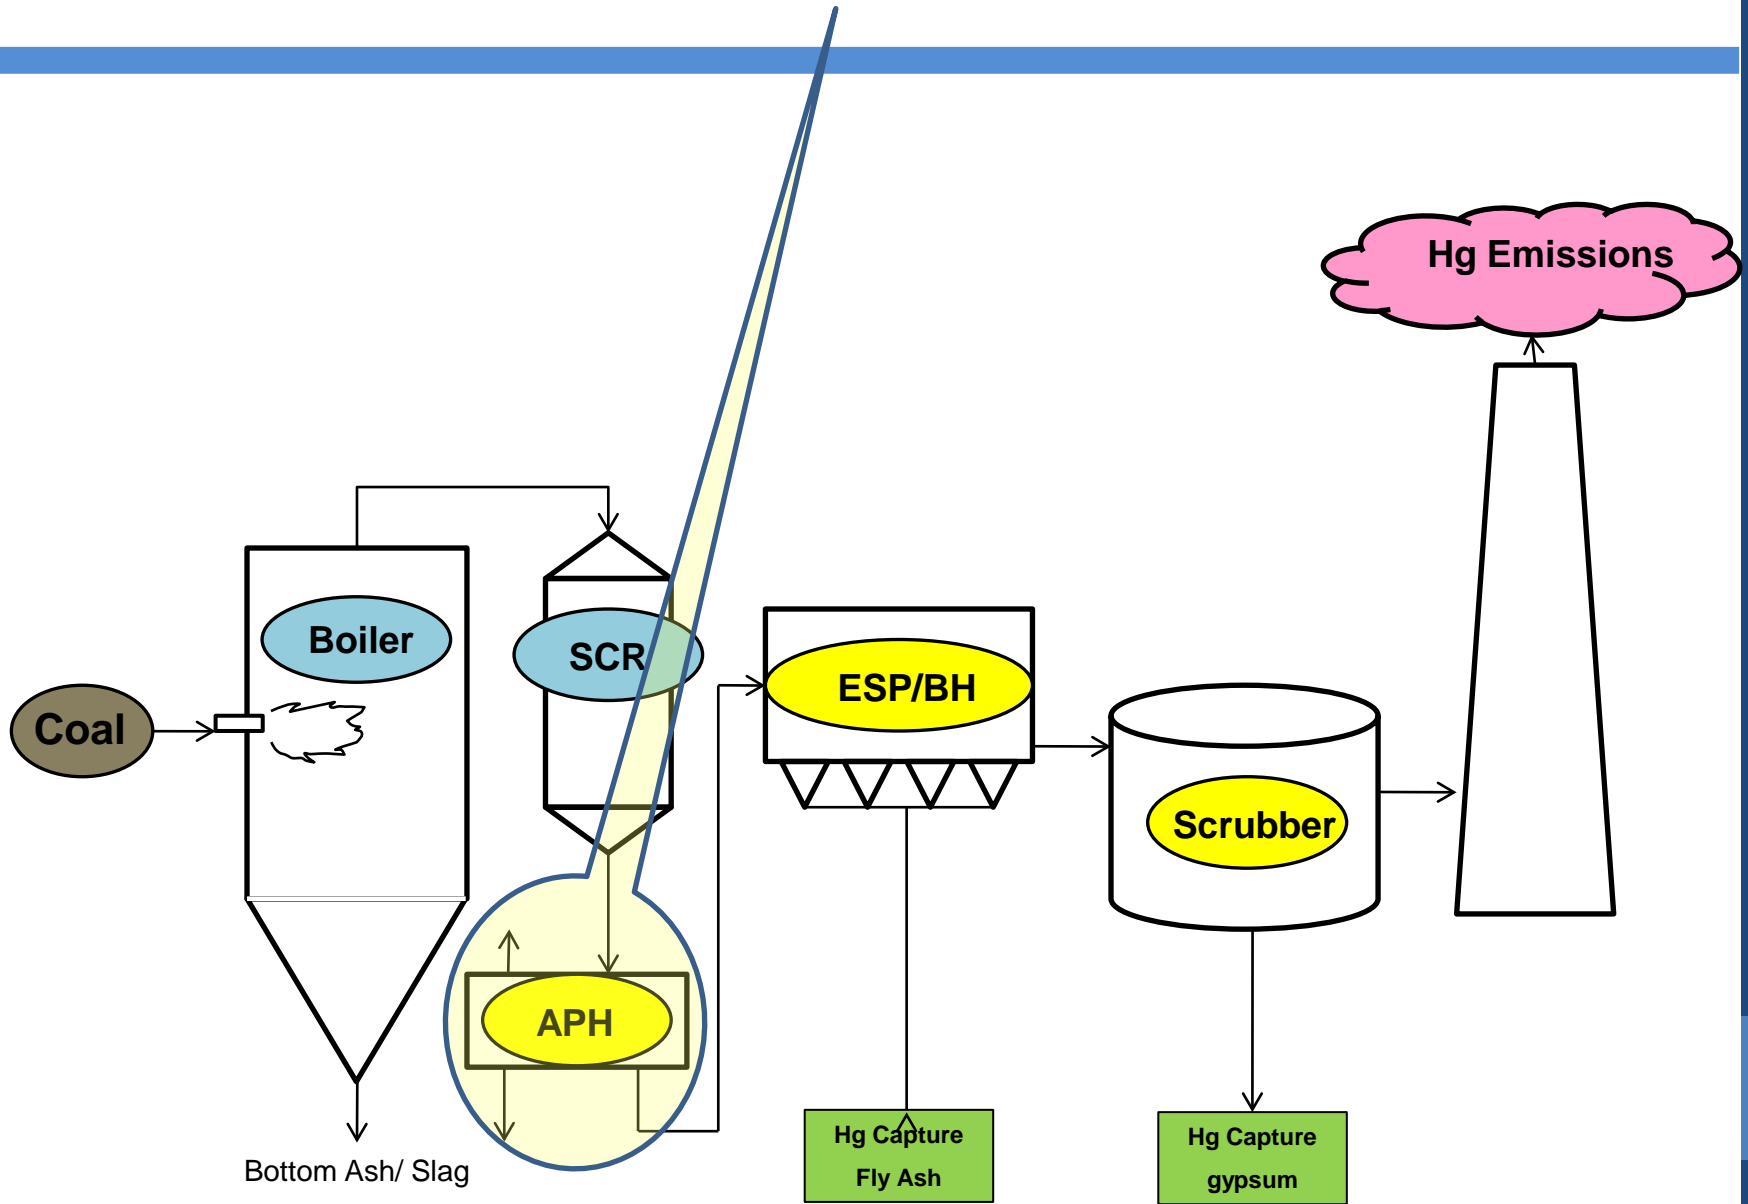 Hg Emissions
Boiler
SCR
ESP/BH
Coal
Scrubber
APH
Hg Capture
Fly Ash
Hg Capture
gypsum
Bottom Ash/ Slag